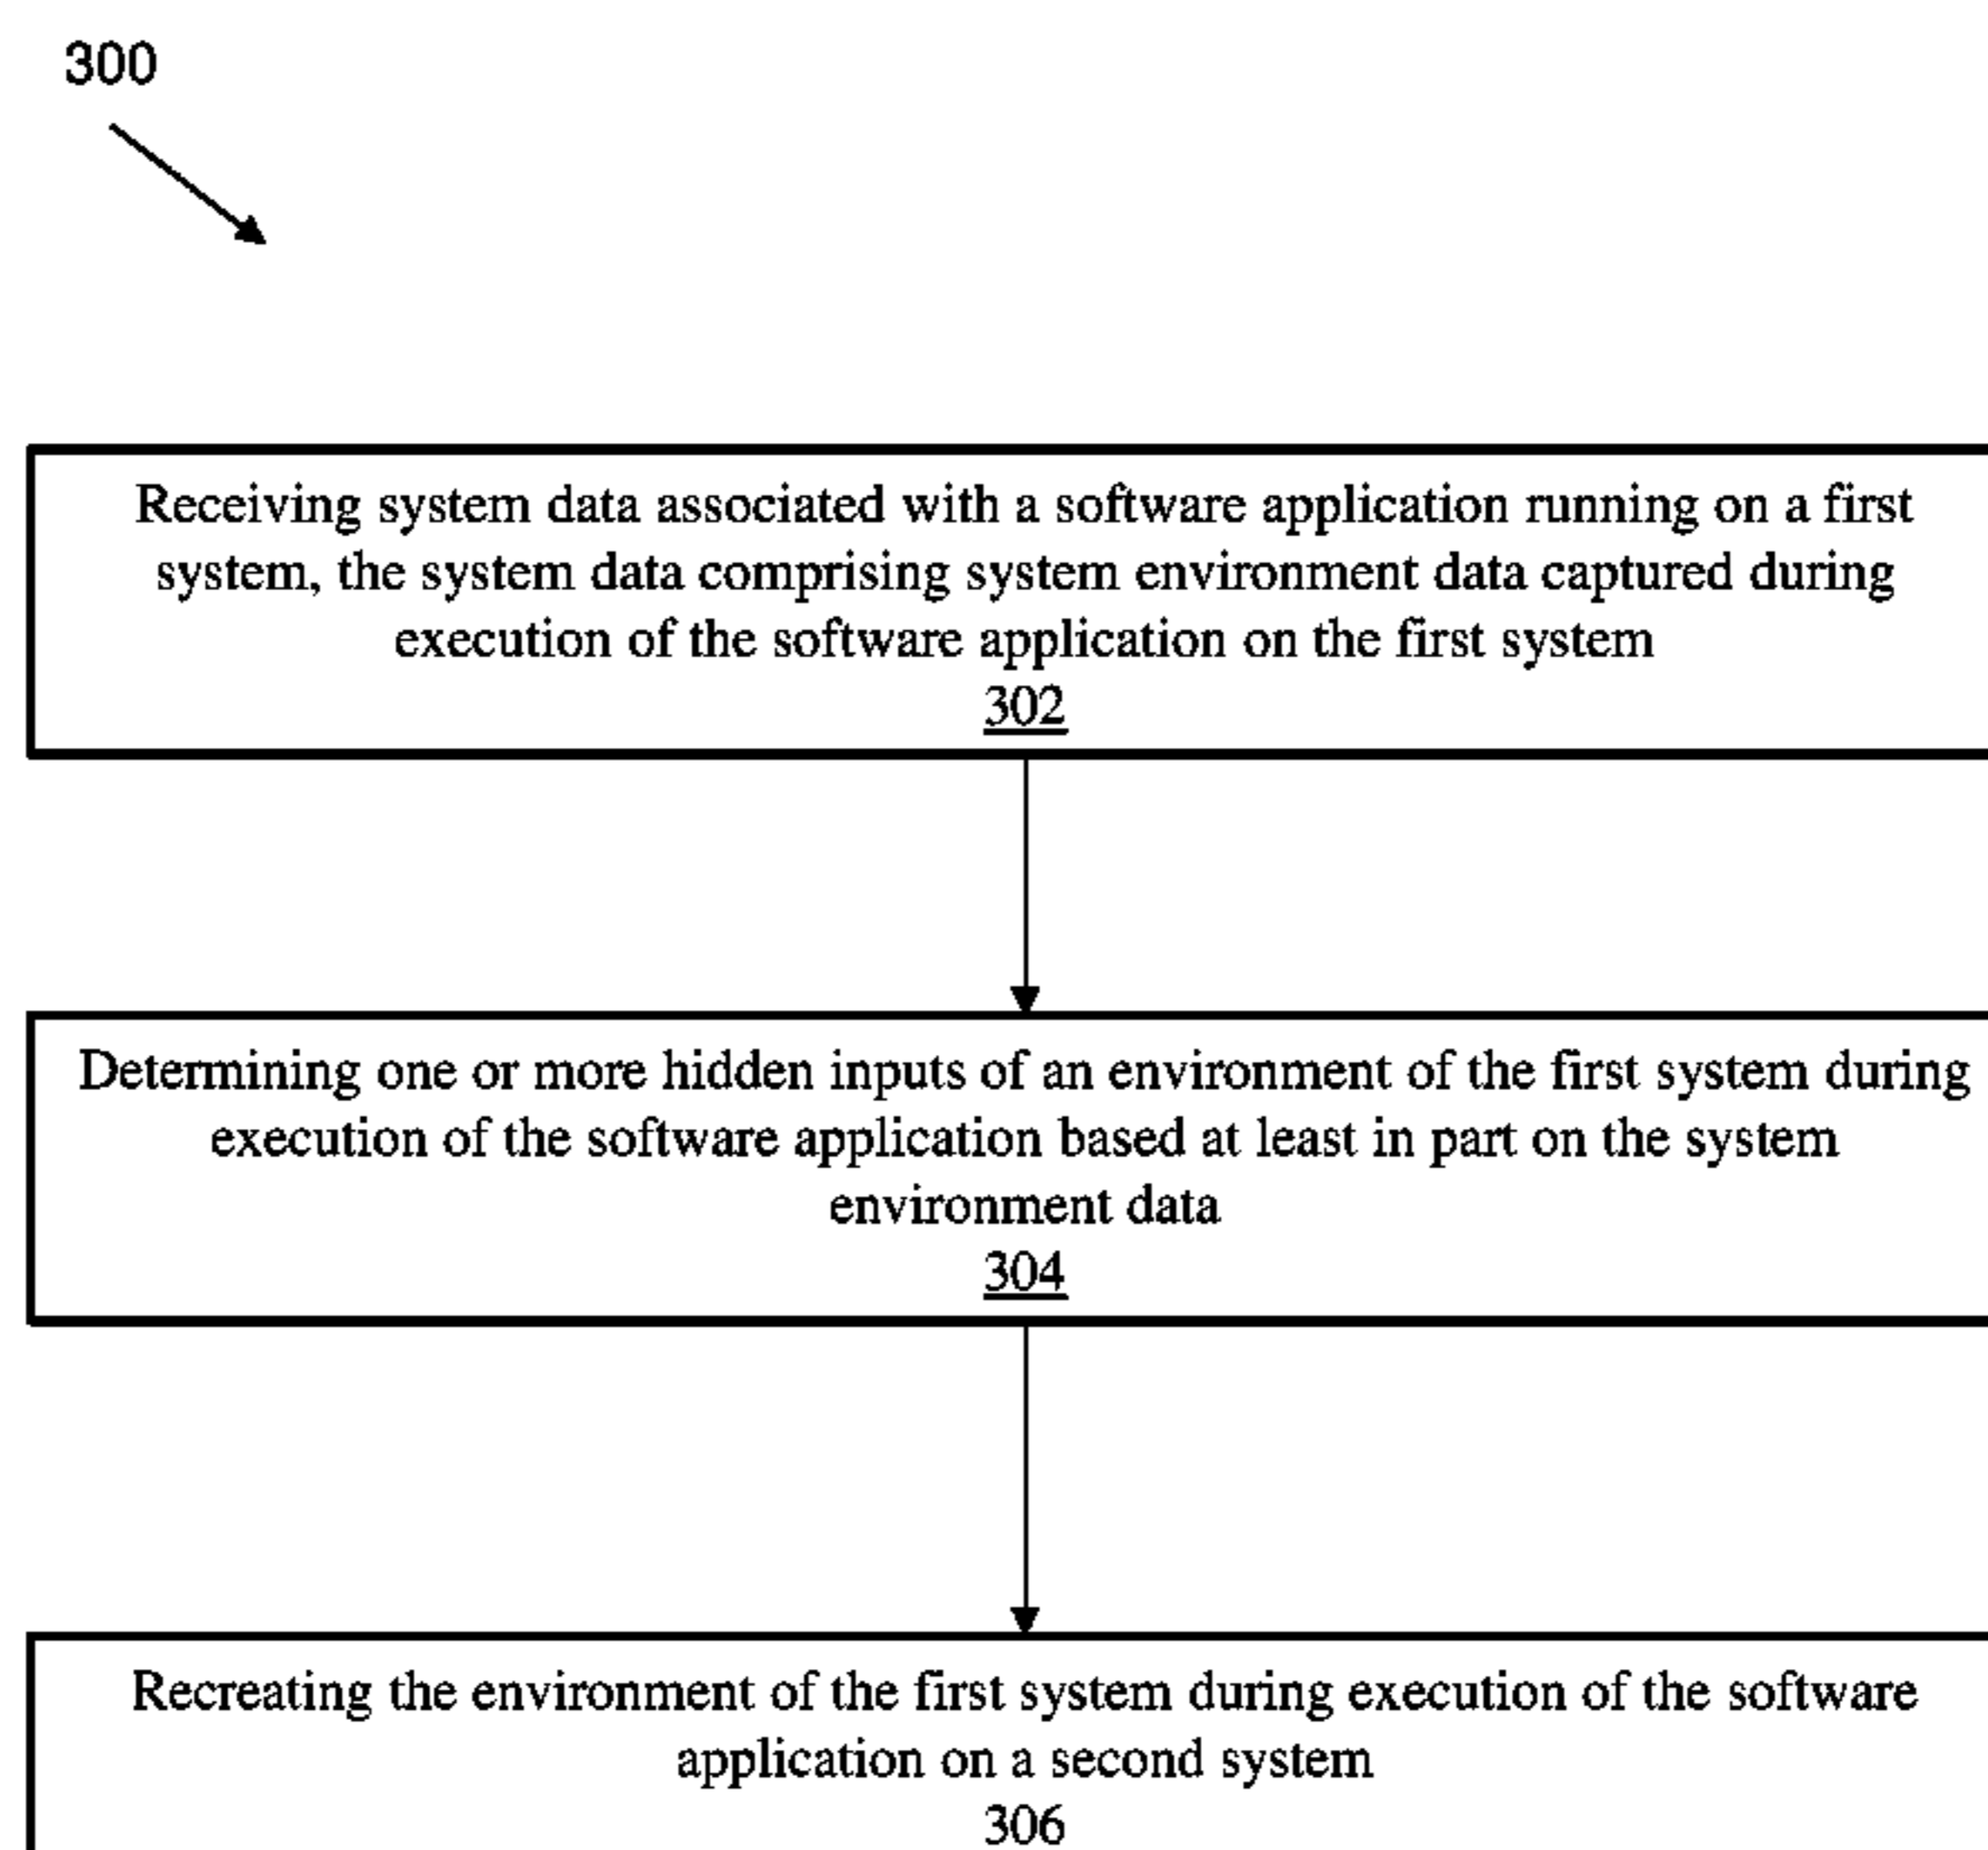 300
Receiving system data associated with a software application running on a first
system, the system data comprising system environment data captured during
execution of the software application on the first system
302
Determining one or more hidden inputs of an environment of the first system during
execution of the software application based at least in part on the system
environment data
304
Recreating the environment of the first system during execution of the software
application on a second system
306